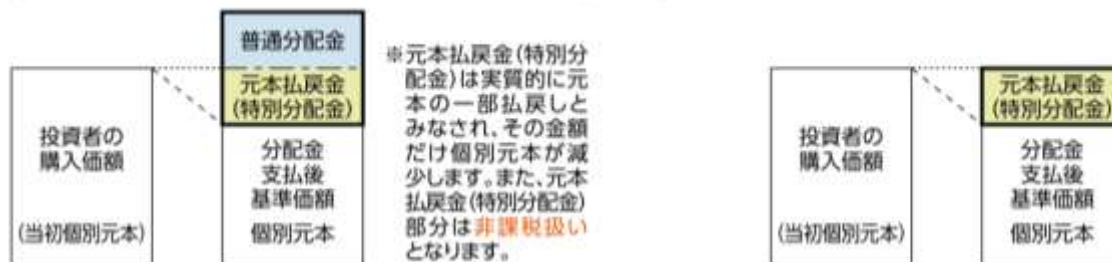 普通分配金
元本払戻金
(特別分配金)
投資者の
購入価額
(当初個別元本)
分配金
支払後
基準価額
個別元本
※元本払戻金(特別分
配金)は実質的に元
本の一部払戻しと
みなされ、その金額
だけ個別元本が減
少します。また、元本
払戻金(特別分配金)
部分は非課税扱い
となります。
投資者の
購入価額
(当初個別元本)
元本払戻金
(特別分配金)
分配金
支払後
基準価額
個別元本